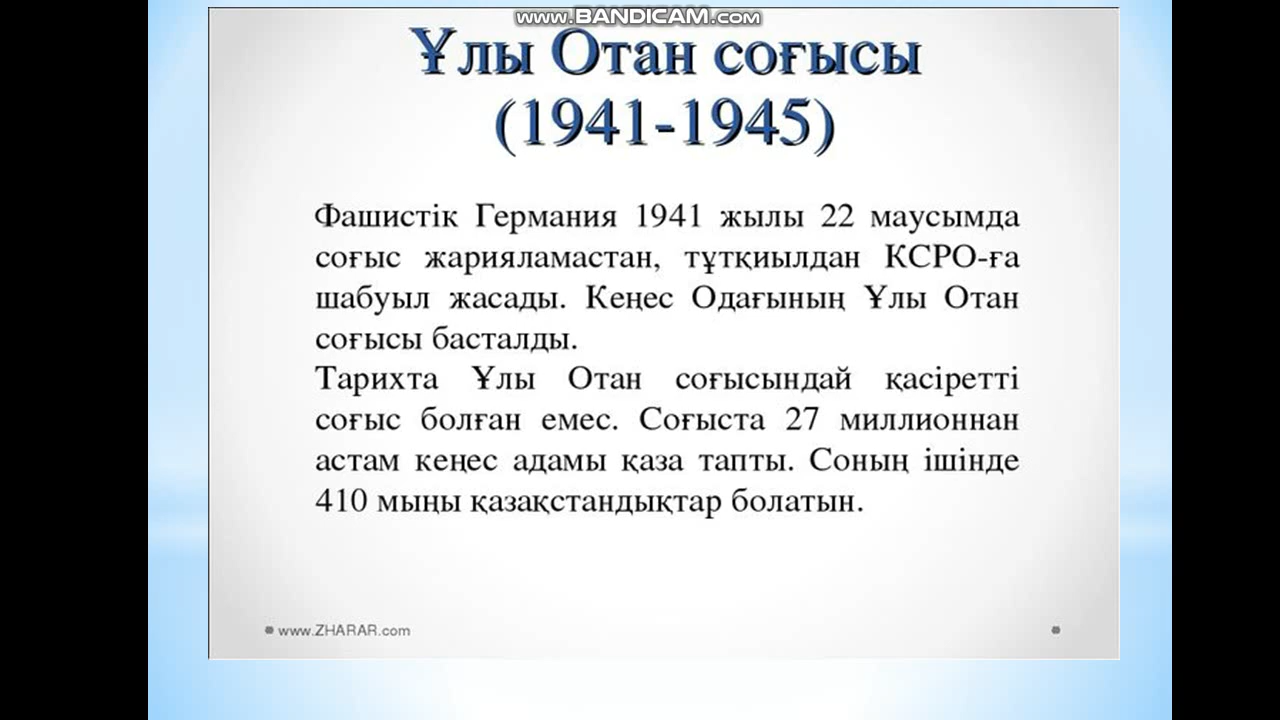 www.BANDICAM.com
Ұлы Отан соғысы
(1941-1945)
Фашистік Германия 1941 жылы 22 маусымда
соғыс жарияламастан, тұтқиылдан КСРО-ға
шабуыл жасады. Кеңес Одағының Ұлы Отан
соғысы басталды.
Тарихта Ұлы Отан соғысындай қасіретті
соғыс болған емес. Соғыста 27 миллионнан
астам кеңес адамы қаза тапты. Соның ішінде
410 мыңы қазақстандықтар болатын.
www.ZHARAR.com